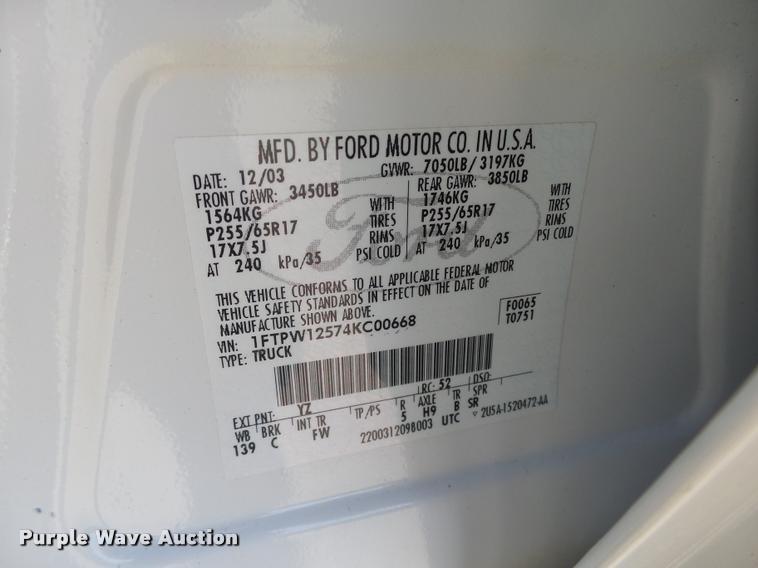 MFD. BY FORD MOTOR CO. IN U.S.A.
DATE: 12/03 GVWR: 7050LB/ 3197KG
FRONT GAWR: 3450LB REAR GAWR: 3850LB
1564KG WITH 1746KG WITH
P255/65R17 TIRES P255/65R17 TIRES
17X7.5J RIMS 17X7.5J RIMS
AT 240 kPa/35 PSI COLD AT 240 kPa/35 PSI COLD
Ford
THIS VEHICLE CONFORMS TO ALL APPLICABLE FEDERAL MOTOR
VEHICLE SAFETY STANDARDS IN EFFECT ON THE DATE OF
MANUFACTURE SHOWN ABOVE.
VIN: 1FTPW12574KC00668 F0065
TYPE: TRUCK T0751
EXT PNT: YZ RC: 52 DSO:
WB BRK INT TR TP/PS R AXLE TR SPR
139 C FW 5 H9 B SR
2200312098003 UTC ▽ 2U5A-1520472-AA
Purple Wave Auction